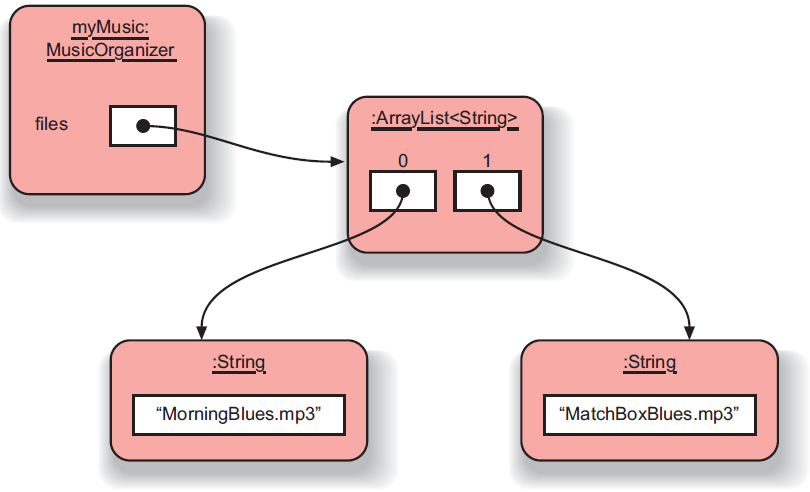 myMusic:
MusicOrganizer
files
:ArrayList<String>
0 1
:String
“MorningBlues.mp3”
:String
“MatchBoxBlues.mp3”